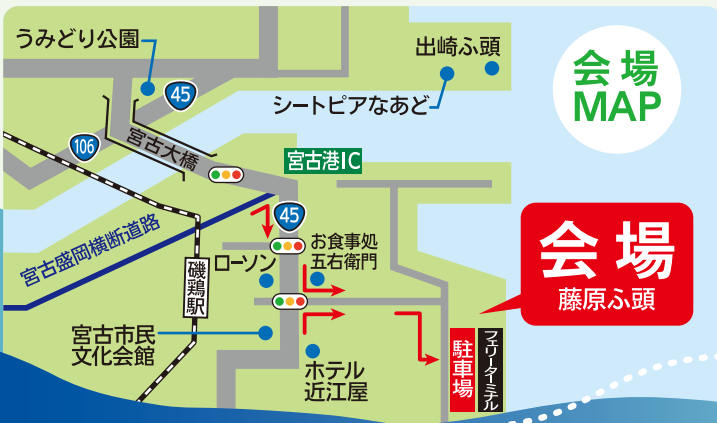 うみどり公園
出崎ふ頭
会場
MAP
45
シートピアなあど
106
宮古大橋
宮古港IC
45
宮古盛岡横断道路
お食事処
五右衛門
ローソン
会場
藤原ふ頭
磯鶏駅
宮古市民
文化会館
ホテル
近江屋
駐車場
フェリーターミナル